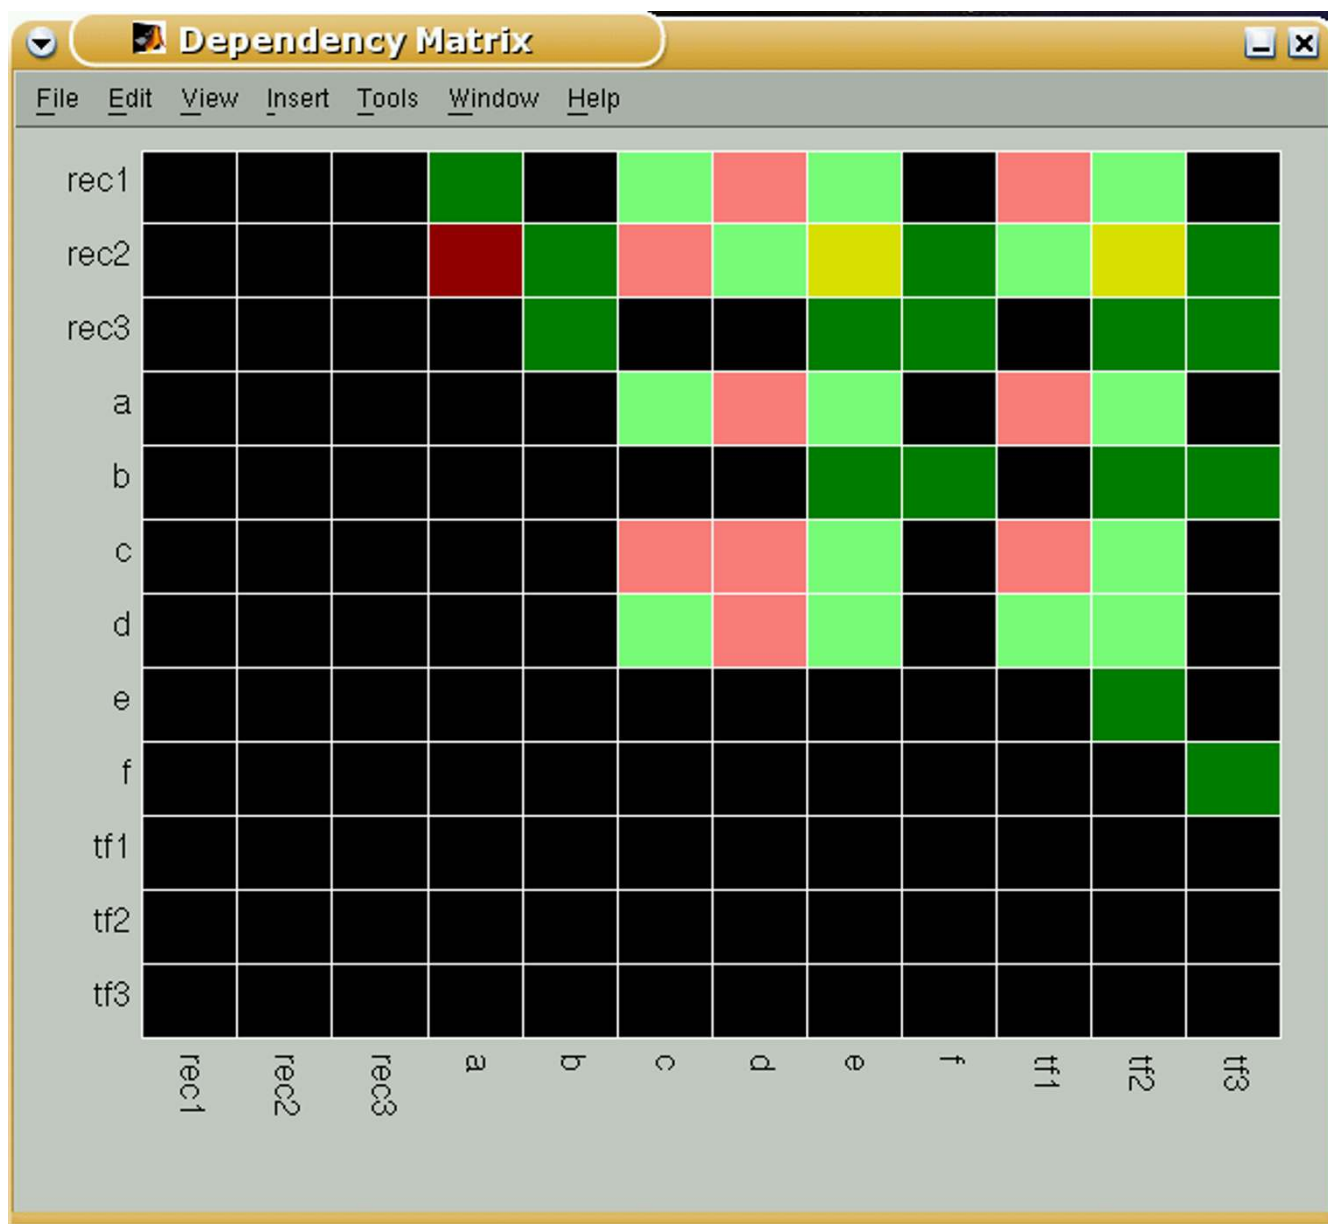 Dependency Matrix
File Edit View Insert Tools Window Help
rec1
rec2
rec3
a
b
c
d
e
f
tf1
tf2
tf3
rec1 rec2 rec3 a b c d e f tf1 tf2 tf3